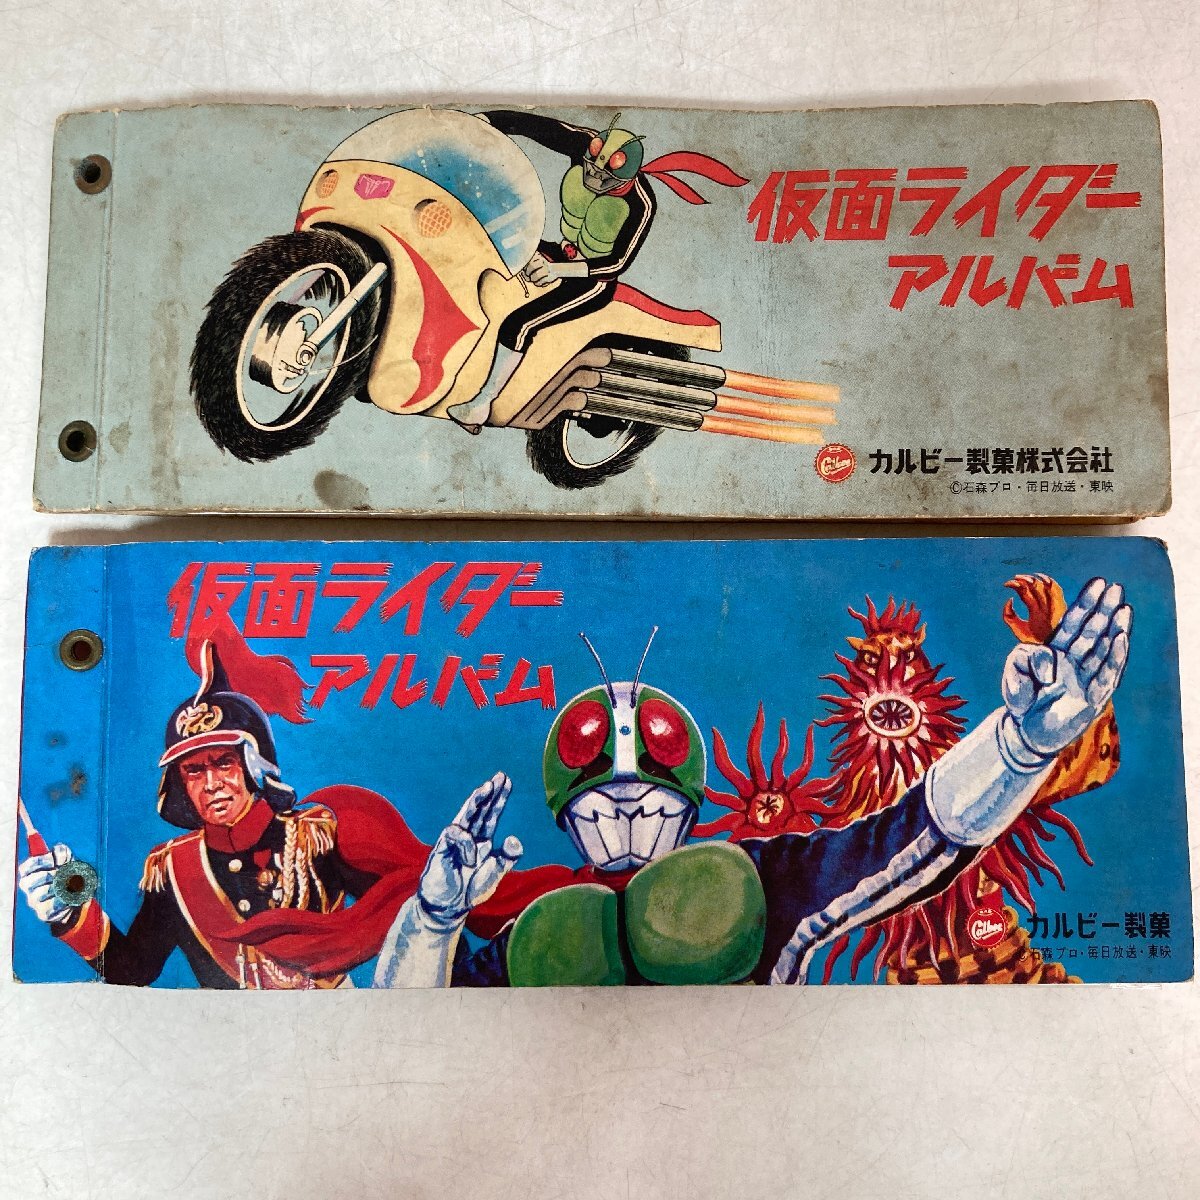 仮面ライダー
アルバム
Calbee
カルビー製菓株式会社
©石森プロ・毎日放送・東映
仮面ライダー
アルバム
Calbee
カルビー製菓
©石森プロ・毎日放送・東映